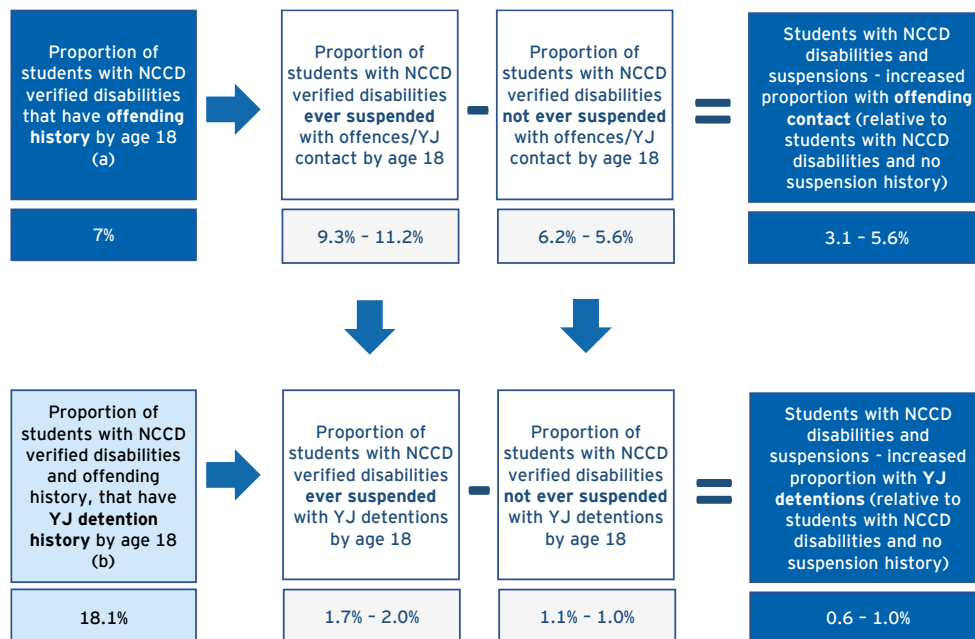 Proportion of
students with NCCD
verified disabilities
that have offending
history by age 18
(a)
7%
Proportion of
students with NCCD
verified disabilities
ever suspended
with offences/YJ
contact by age 18
9.3% - 11.2%
-
Proportion of
students with NCCD
verified disabilities
not ever suspended
with offences/YJ
contact by age 18
6.2% - 5.6%
=
Students with NCCD
disabilities and
suspensions - increased
proportion with offending
contact (relative to
students with NCCD
disabilities and no
suspension history)
3.1 - 5.6%
Proportion of
students with NCCD
verified disabilities
and offending
history, that have
YJ detention
history by age 18
(b)
18.1%
Proportion of
students with NCCD
verified disabilities
ever suspended
with YJ detentions
by age 18
1.7% - 2.0%
-
Proportion of
students with NCCD
verified disabilities
not ever suspended
with YJ detentions
by age 18
1.1% - 1.0%
=
Students with NCCD
disabilities and
suspensions - increased
proportion with YJ
detentions (relative to
students with NCCD
disabilities and no
suspension history)
0.6 - 1.0%